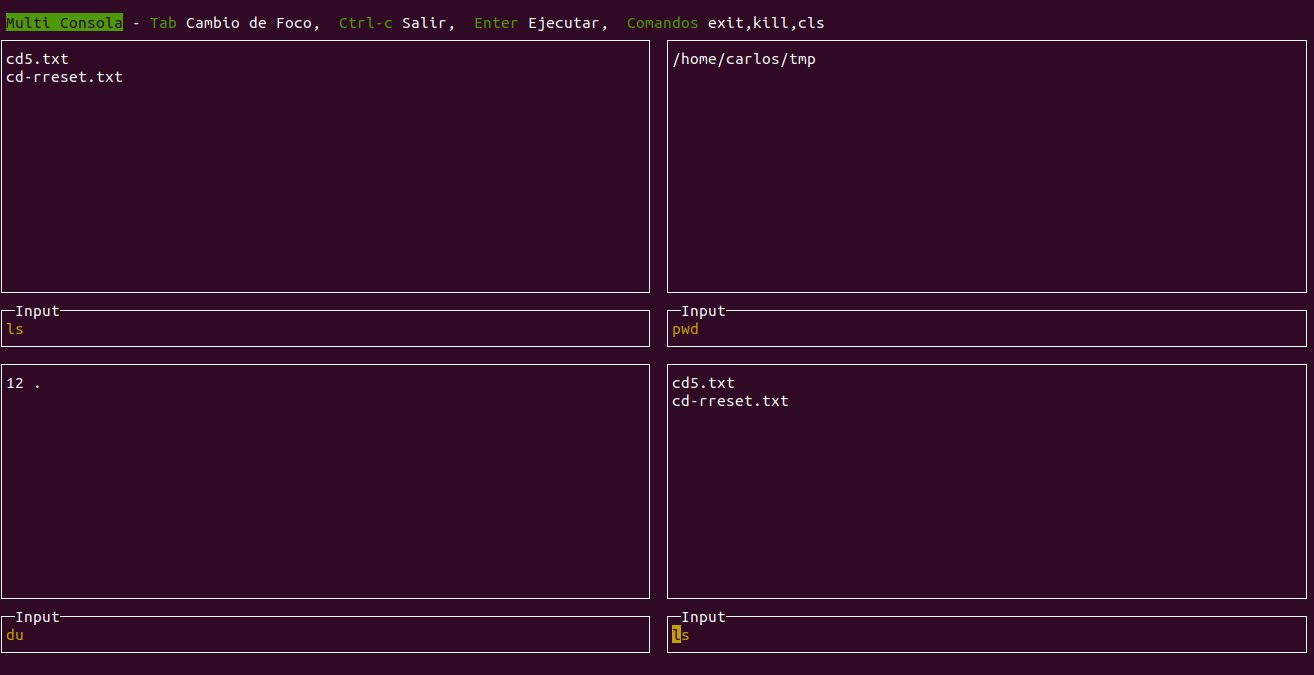 Multi Consola - Tab Cambio de Foco, Ctrl-c Salir, Enter Ejecutar, Comandos exit,kill,cls
cd5.txt
cd-rreset.txt
Input
ls
/home/carlos/tmp
Input
pwd
12 .
Input
du
cd5.txt
cd-rreset.txt
Input
ls